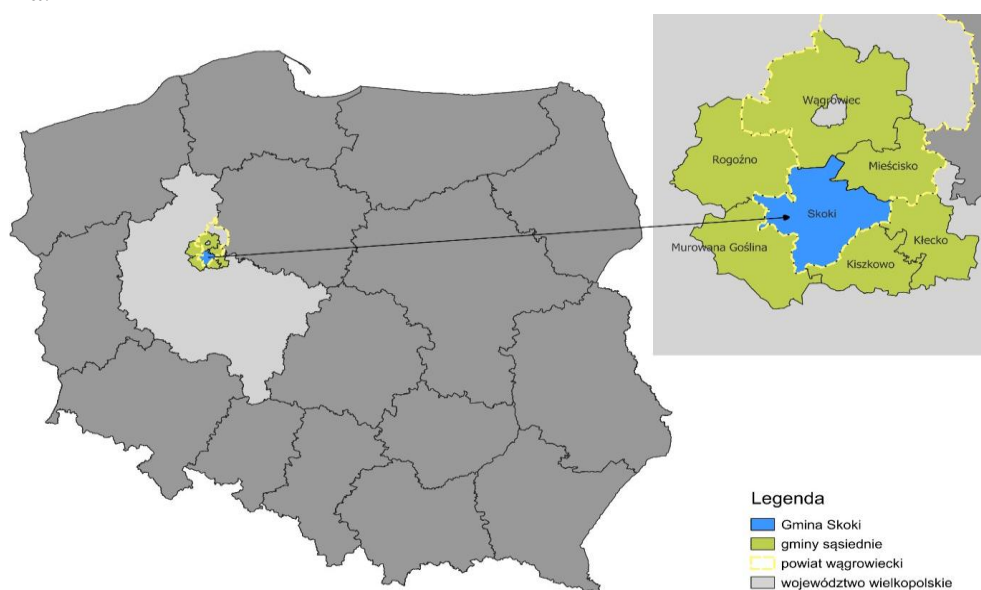 Wągrowiec
Rogoźno
Mieścisko
Skoki
Murowana Goślina
Kłecko
Kiszkowo
Legenda
Gmina Skoki
gminy sąsiednie
powiat wągrowiecki
województwo wielkopolskie